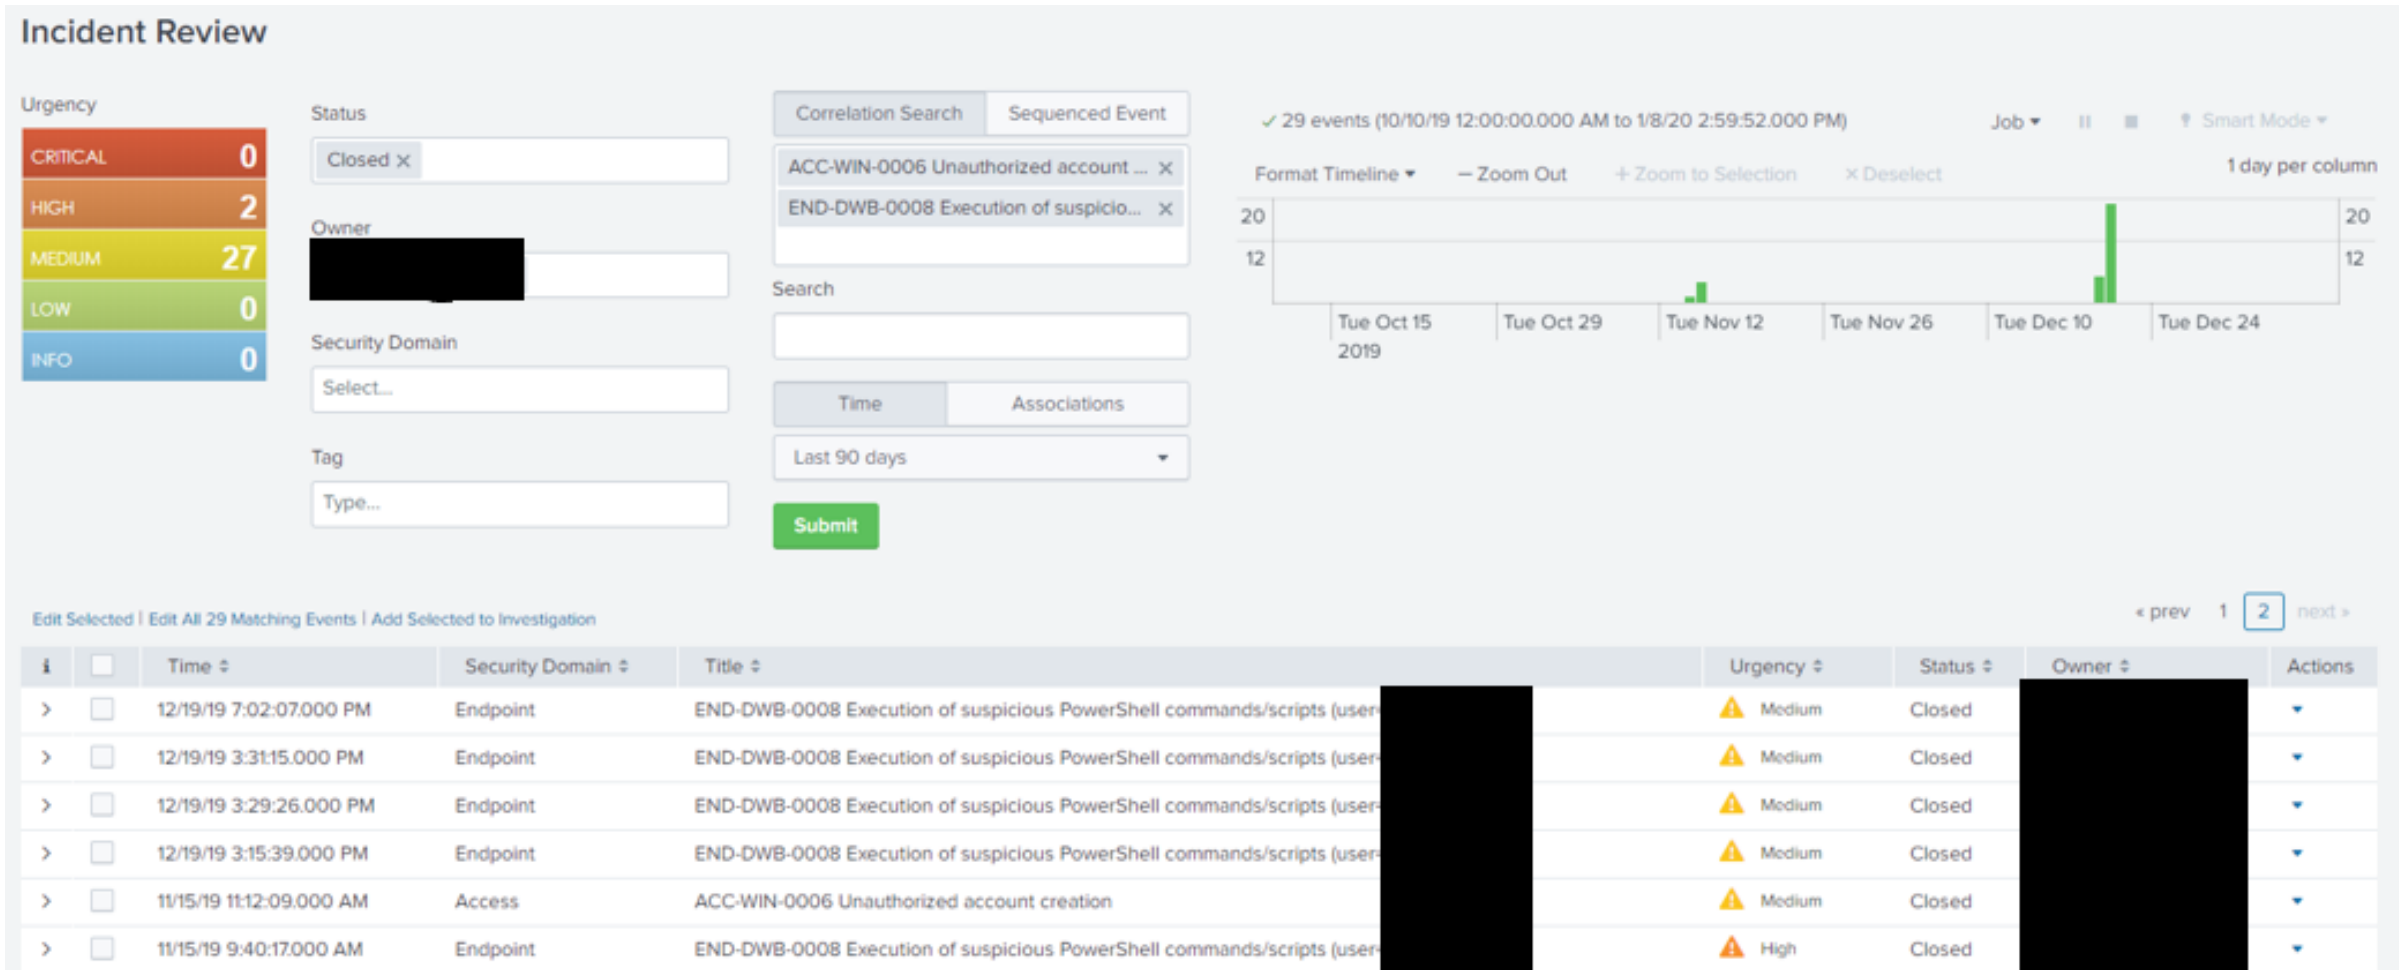 Incident Review
Urgency
CRITICAL 0
HIGH 2
MEDIUM 27
LOW 0
INFO 0
Status
Closed ×
Owner
Security Domain
Select...
Tag
Type...
Correlation Search Sequenced Event
ACC-WIN-0006 Unauthorized account ... ×
END-DWB-0008 Execution of suspicio... ×
Search
Time Associations
Last 90 days
Submit
✓ 29 events (10/10/19 12:00:00.000 AM to 1/8/20 2:59:52.000 PM) Job Smart Mode
Format Timeline — Zoom Out + Zoom to Selection × Deselect 1 day per column
20 20
12 12
Tue Oct 15 Tue Oct 29 Tue Nov 12 Tue Nov 26 Tue Dec 10 Tue Dec 24
2019
Edit Selected | Edit All 29 Matching Events | Add Selected to Investigation « prev 1 2 next »
i Time Security Domain Title Urgency Status Owner Actions
12/19/19 7:02:07.000 PM Endpoint END-DWB-0008 Execution of suspicious PowerShell commands/scripts (user= Medium Closed
12/19/19 3:31:15.000 PM Endpoint END-DWB-0008 Execution of suspicious PowerShell commands/scripts (user= Medium Closed
12/19/19 3:29:26.000 PM Endpoint END-DWB-0008 Execution of suspicious PowerShell commands/scripts (user= Medium Closed
12/19/19 3:15:39.000 PM Endpoint END-DWB-0008 Execution of suspicious PowerShell commands/scripts (user= Medium Closed
11/15/19 11:12:09.000 AM Access ACC-WIN-0006 Unauthorized account creation Medium Closed
11/15/19 9:40:17.000 AM Endpoint END-DWB-0008 Execution of suspicious PowerShell commands/scripts (user= High Closed